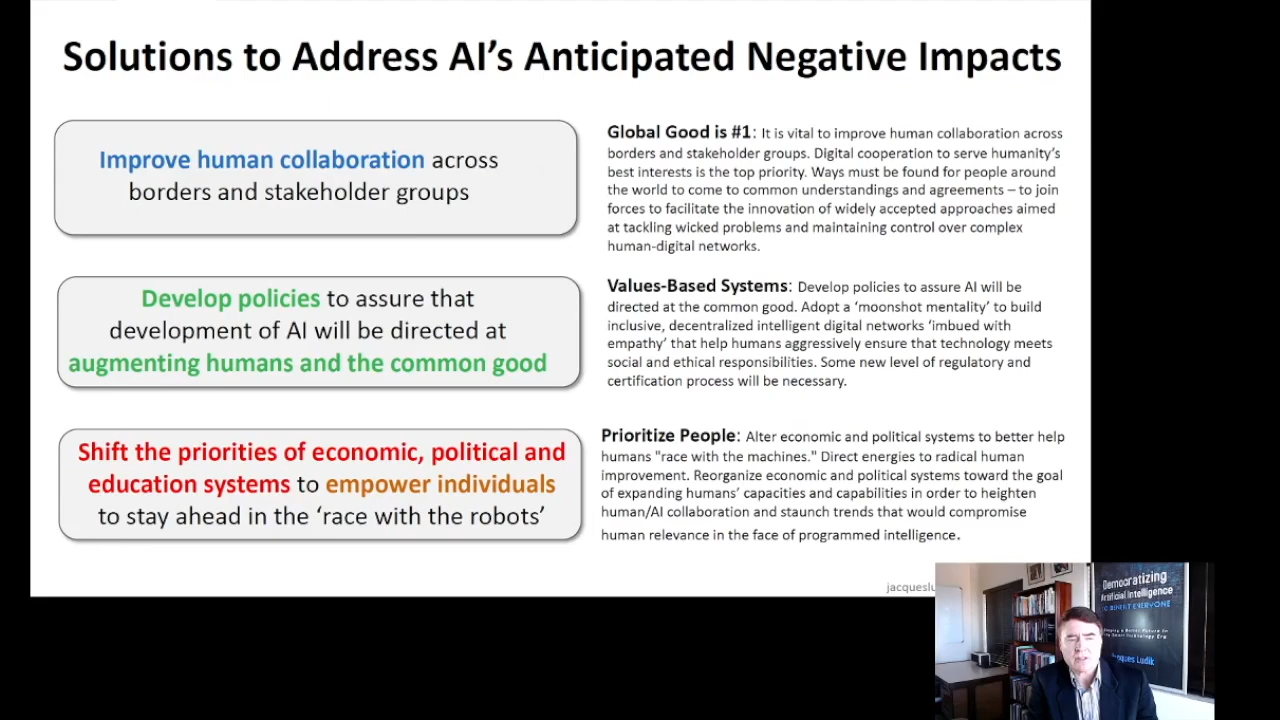 Solutions to Address AI's Anticipated Negative Impacts
Improve human collaboration across
borders and stakeholder groups
Global Good is #1: It is vital to improve human collaboration across
borders and stakeholder groups. Digital cooperation to serve humanity's
best interests is the top priority. Ways must be found for people around
the world to come to common understandings and agreements – to join
forces to facilitate the innovation of widely accepted approaches aimed
at tackling wicked problems and maintaining control over complex
human-digital networks.
Develop policies to assure that
development of AI will be directed at
augmenting humans and the common good
Values-Based Systems: Develop policies to assure AI will be
directed at the common good. Adopt a 'moonshot mentality' to build
inclusive, decentralized intelligent digital networks 'imbued with
empathy' that help humans aggressively ensure that technology meets
social and ethical responsibilities. Some new level of regulatory and
certification process will be necessary.
Shift the priorities of economic, political and
education systems to empower individuals
to stay ahead in the 'race with the robots'
Prioritize People: Alter economic and political systems to better help
humans "race with the machines." Direct energies to radical human
improvement. Reorganize economic and political systems toward the goal
of expanding humans' capacities and capabilities in order to heighten
human/AI collaboration and staunch trends that would compromise
human relevance in the face of programmed intelligence.
jacqueslu
Democratizing
Artificial Intelligence
BENEFIT EVERYONE
Jacques Ludik